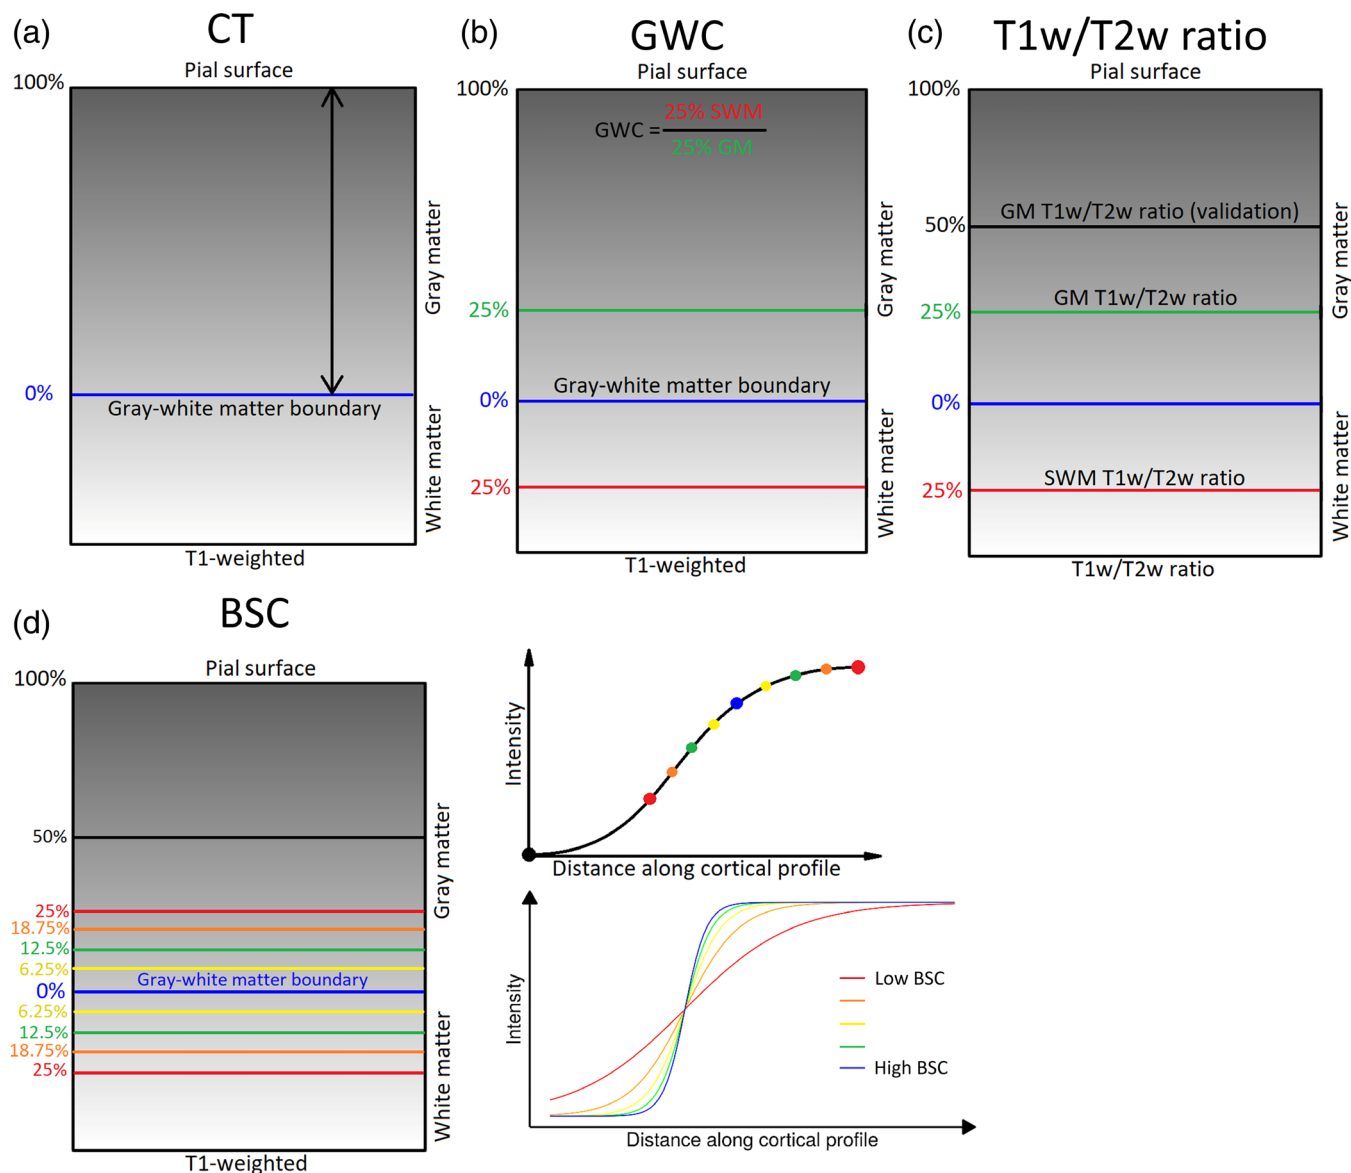 (a)
CT
100%
Pial surface
Gray matter
0%
Gray-white matter boundary
White matter
T1-weighted
(b)
GWC
Pial surface
100%
GWC =
25% SWM
25% GM
Gray matter
25%
Gray-white matter boundary
0%
White matter
25%
T1-weighted
(c)
T1w/T2w ratio
Pial surface
100%
GM T1w/T2w ratio (validation)
50%
Gray matter
GM T1w/T2w ratio
25%
0%
White matter
SWM T1w/T2w ratio
25%
T1w/T2w ratio
(d)
BSC
Pial surface
100%
50%
Gray matter
25%
18.75%
12.5%
6.25%
Gray-white matter boundary
0%
6.25%
12.5%
18.75%
25%
White matter
T1-weighted
Intensity
Distance along cortical profile
Intensity
Low BSC
High BSC
Distance along cortical profile